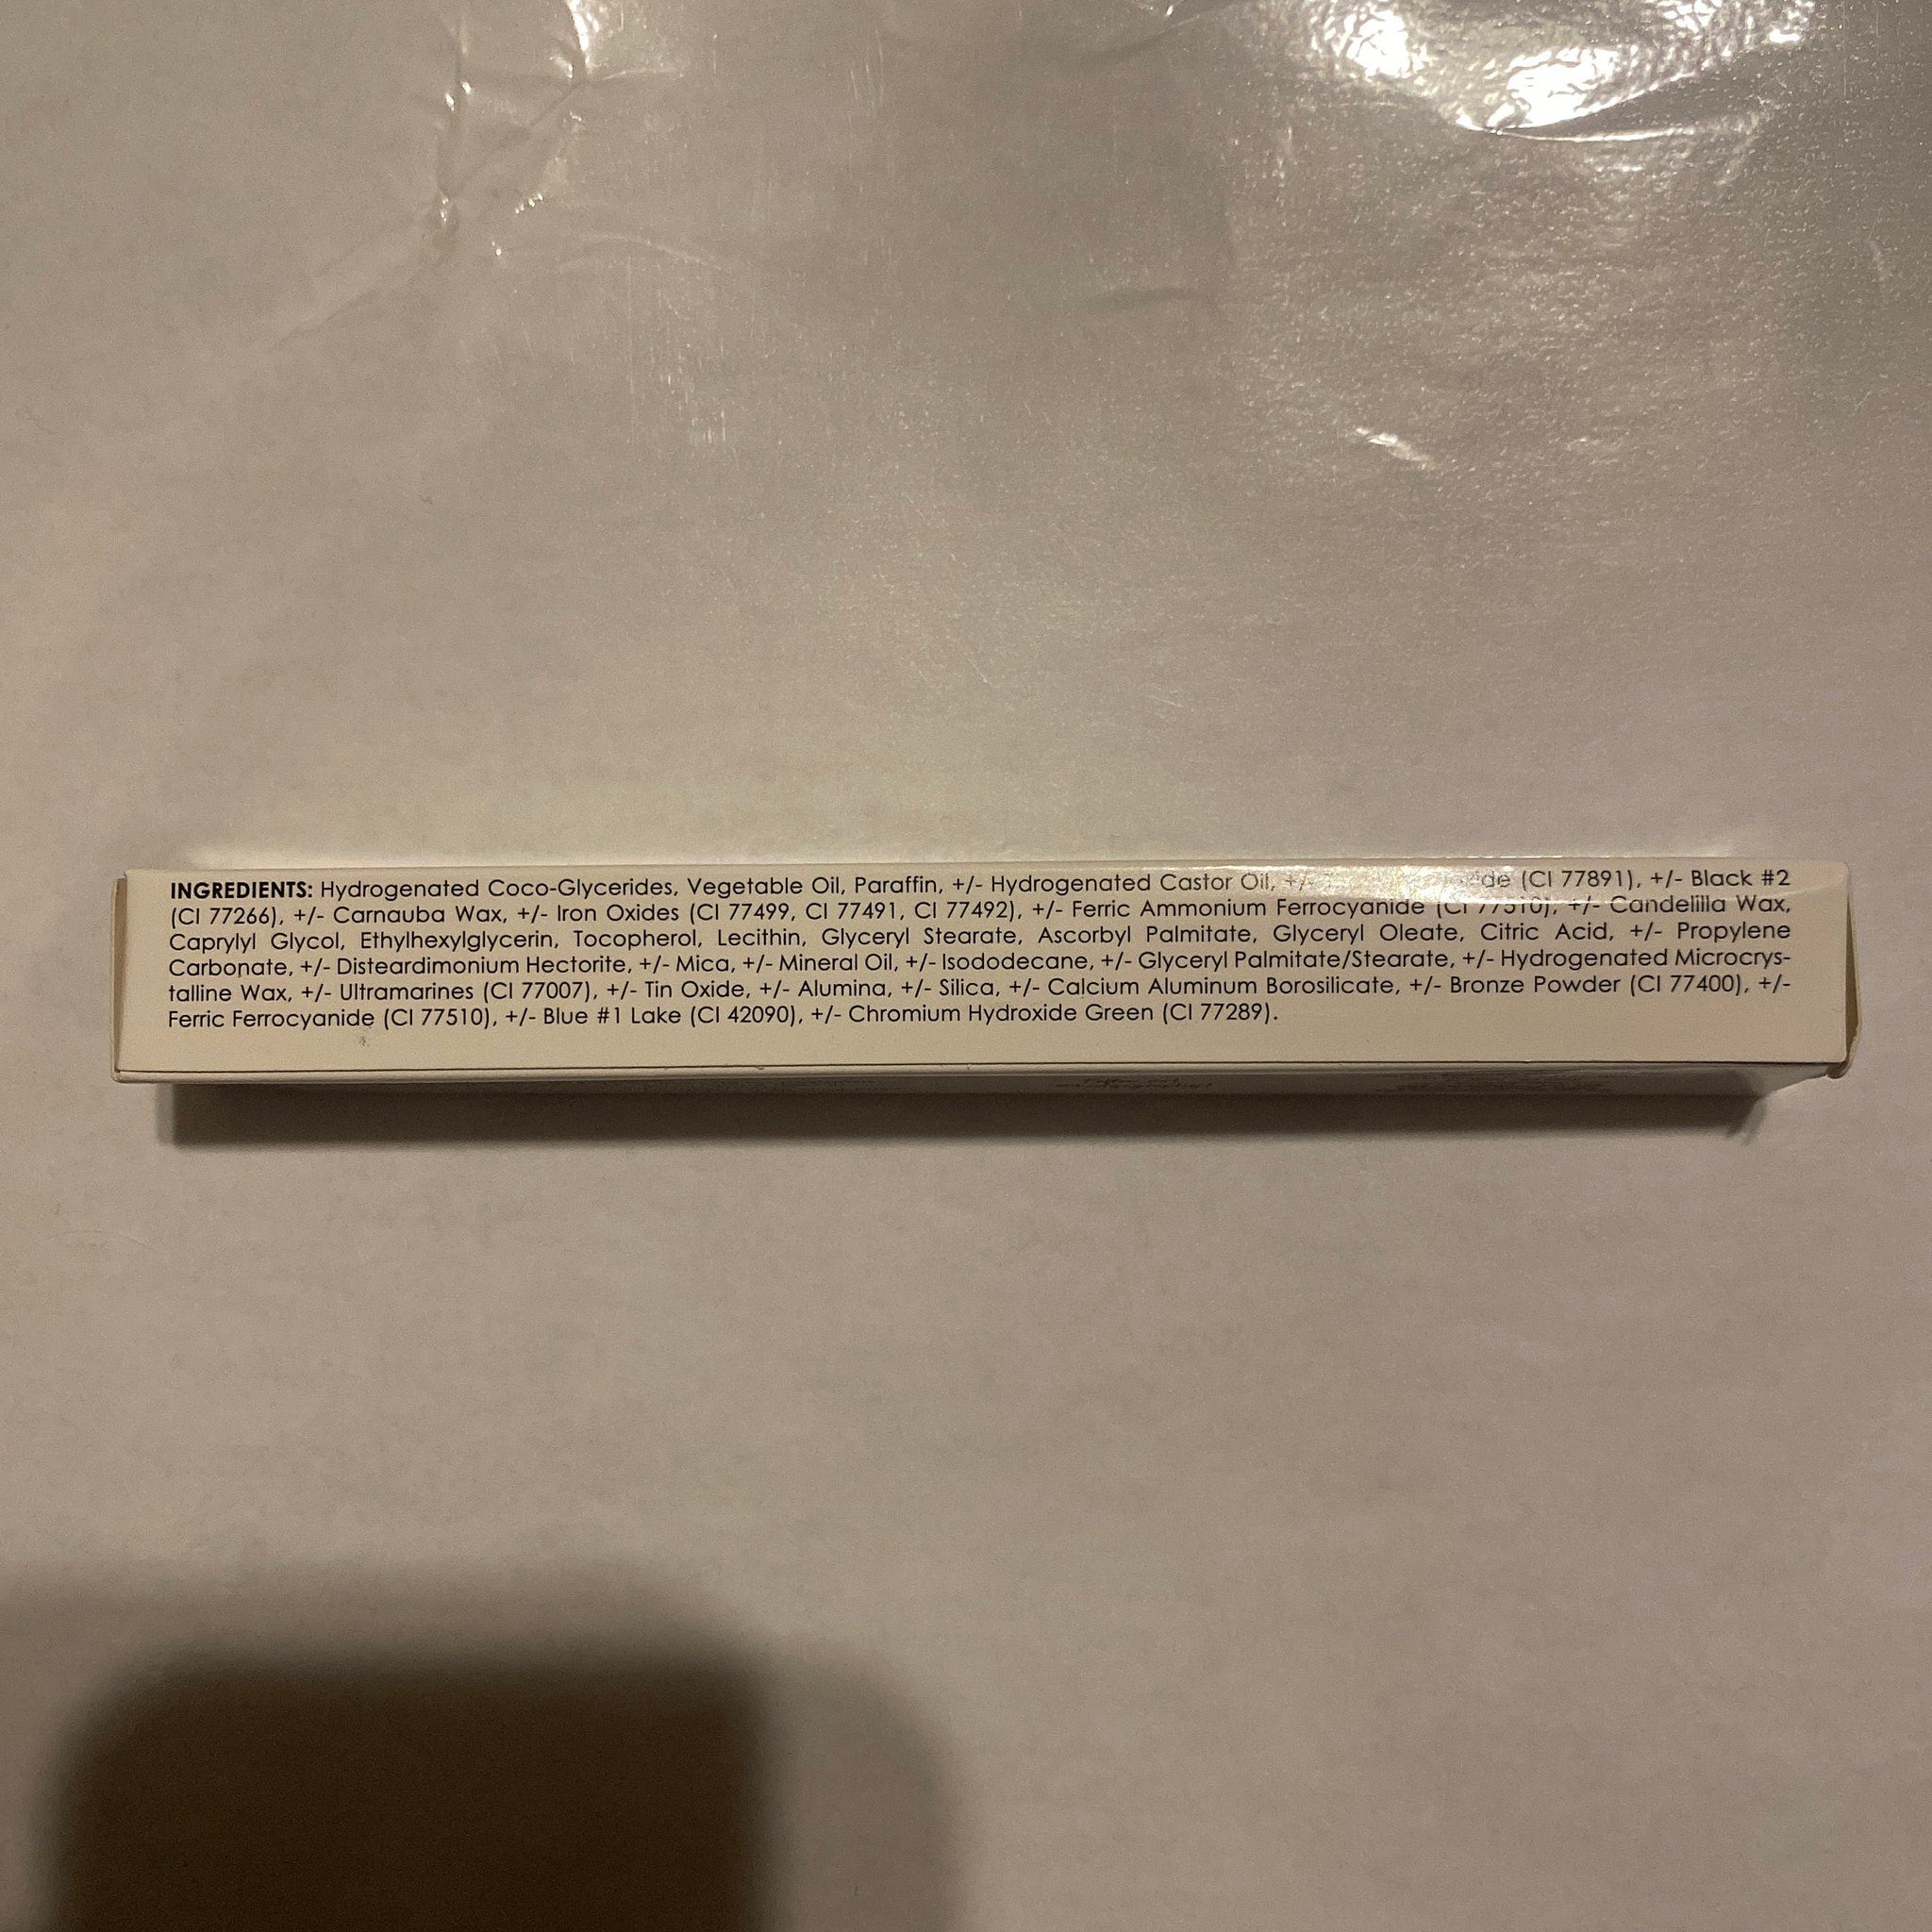 INGREDIENTS: Hydrogenated Coco-Glycerides, Vegetable Oil, Paraffin, +/- Hydrogenated Castor Oil, +/- (CI 77891), +/- Black #2
(CI 77266), +/- Carnauba Wax, +/- Iron Oxides (CI 77499, CI 77491, CI 77492), +/- Ferric Ammonium Ferrocyanide (CI 77510), +/- Candelilla Wax,
Caprylyl Glycol, Ethylhexylglycerin, Tocopherol, Lecithin, Glyceryl Stearate, Ascorbyl Palmitate, Glyceryl Oleate, Citric Acid, +/- Propylene
Carbonate, +/- Disteardimonium Hectorite, +/- Mica, +/- Mineral Oil, +/- Isododecane, +/- Glyceryl Palmitate/Stearate, +/- Hydrogenated Microcrys-
talline Wax, +/- Ultramarines (CI 77007), +/- Tin Oxide, +/- Alumina, +/- Silica, +/- Calcium Aluminum Borosilicate, +/- Bronze Powder (CI 77400), +/-
Ferric Ferrocyanide (CI 77510), +/- Blue #1 Lake (CI 42090), +/- Chromium Hydroxide Green (CI 77289).